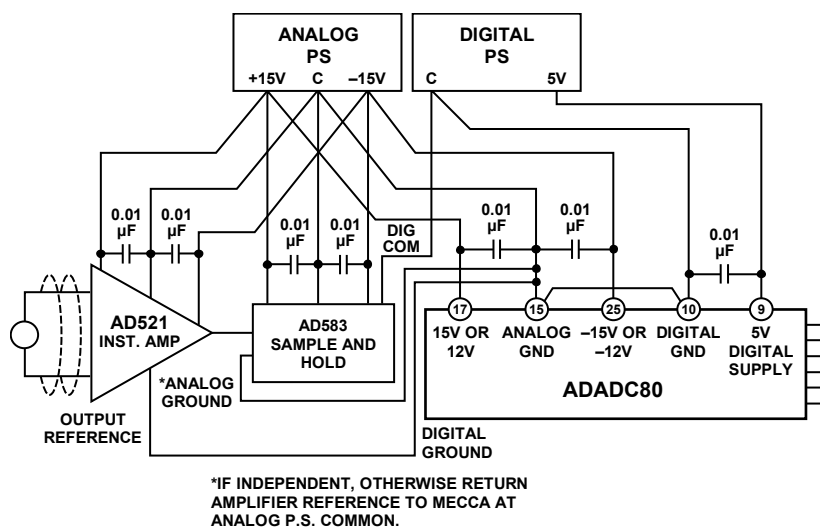 ANALOG
PS
+15V C –15V
DIGITAL
PS
C 5V
0.01
µF
0.01
µF
0.01
µF
0.01
µF
DIG
COM
0.01
µF
0.01
µF
0.01
µF
AD521
INST. AMP
AD583
SAMPLE AND
HOLD
*ANALOG
GROUND
OUTPUT
REFERENCE
17 15 25 10 9
15V OR
12V
ANALOG
GND
–15V OR
–12V
DIGITAL
GND
5V
DIGITAL
SUPPLY
ADADC80
DIGITAL
GROUND
*IF INDEPENDENT, OTHERWISE RETURN
AMPLIFIER REFERENCE TO MECCA AT
ANALOG P.S. COMMON.